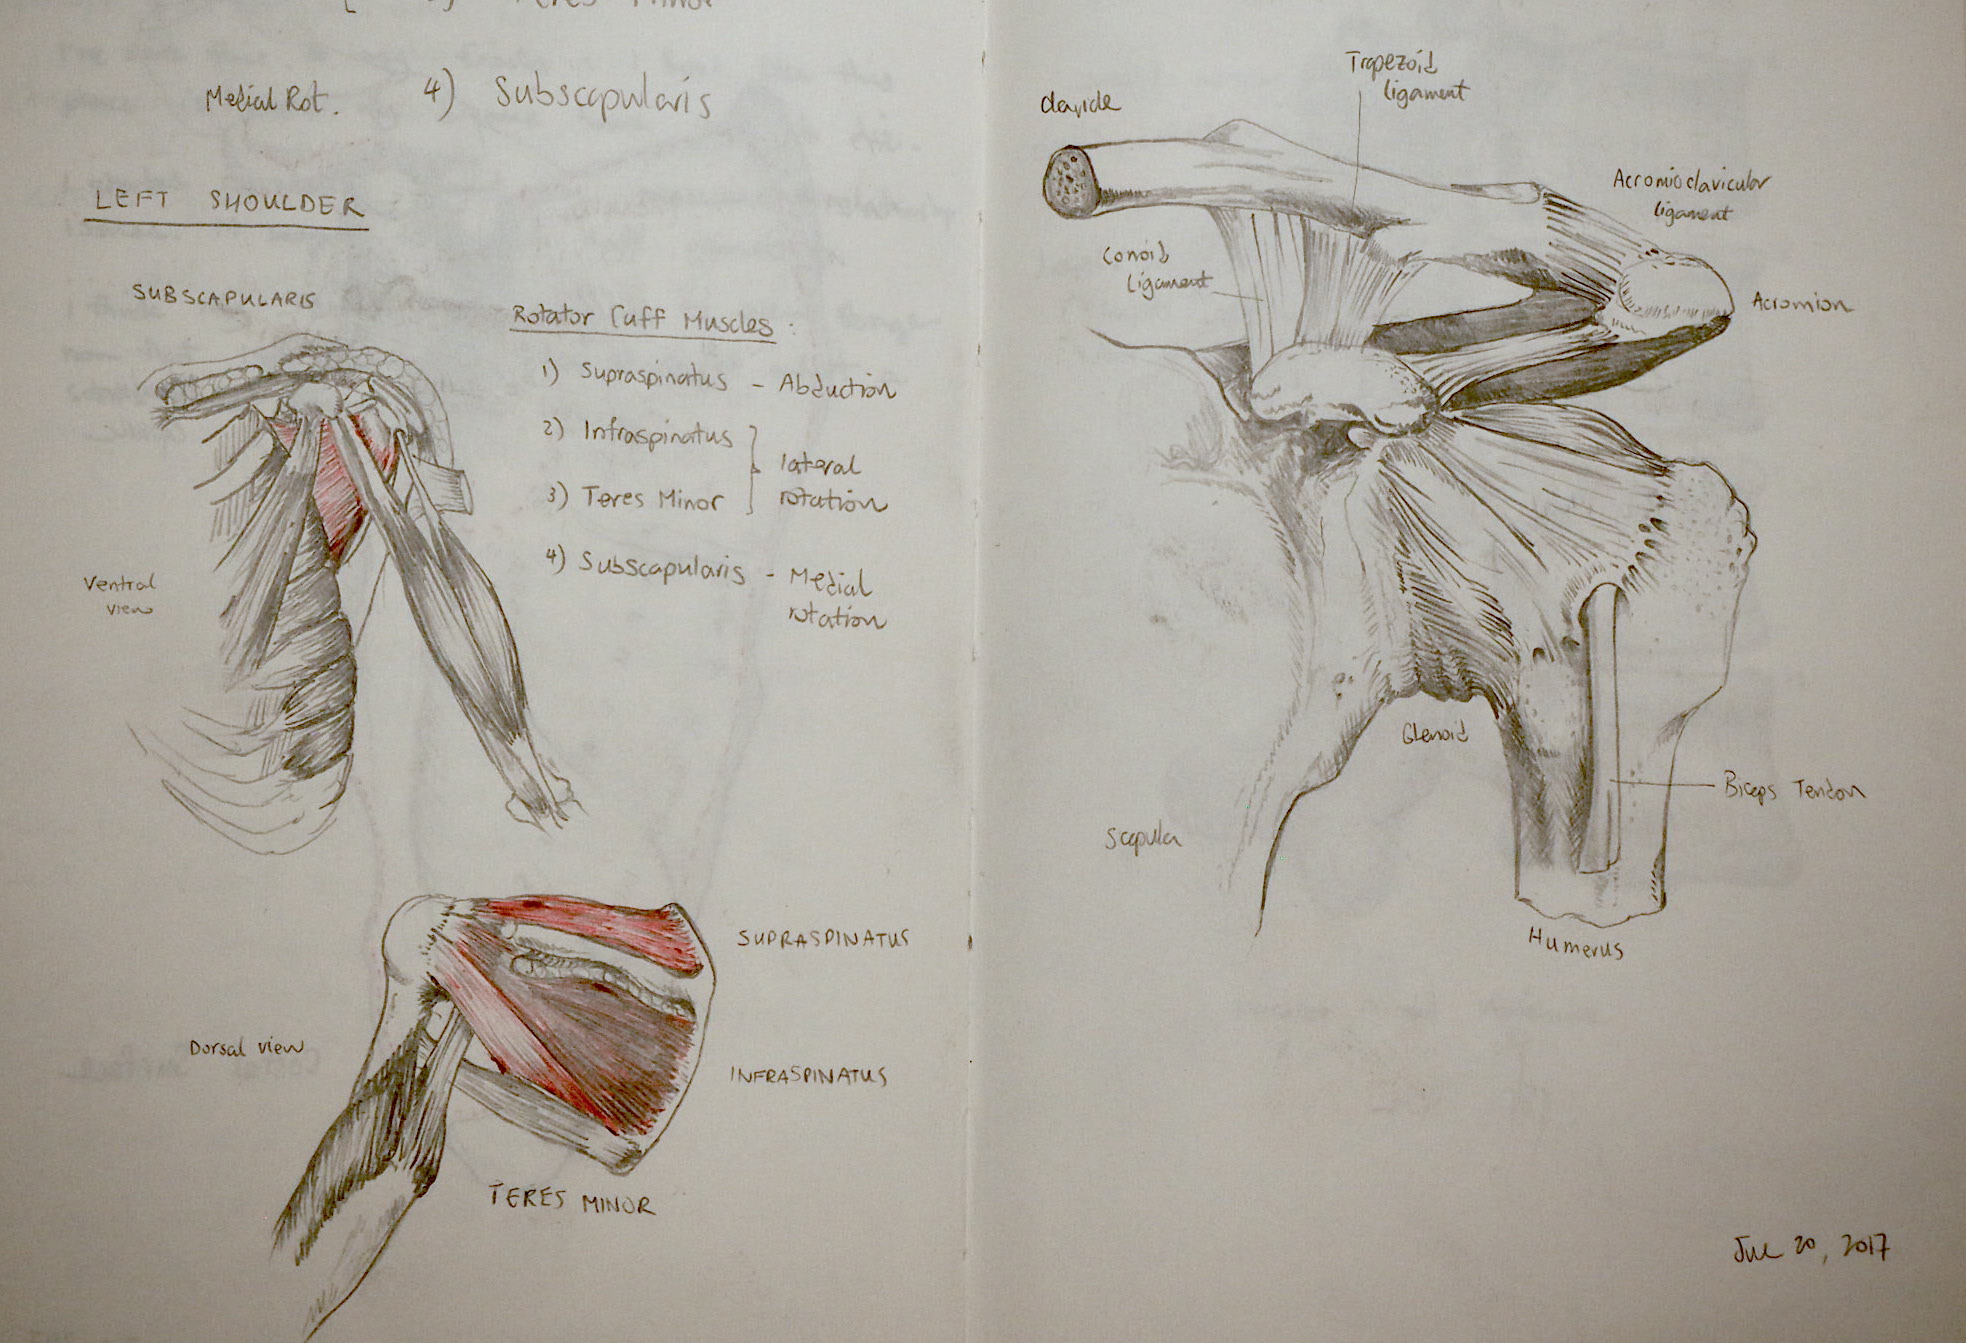 Teres Minor
Medial Rot. 4) Subscapularis
LEFT SHOULDER
SUBSCAPULARIS
Rotator Cuff Muscles :
1) Supraspinatus - Abduction
2) Infraspinatus
3) Teres Minor
lateral
rotation
4) Subscapularis - Medial
rotation
Ventral
view
SUPRASPINATUS
Dorsal view
INFRASPINATUS
TERES MINOR
Trapezoid
ligament
clavicle
Acromioclavicular
ligament
Conoid
Ligament
Acromion
Glenoid
Biceps Tendon
Scapula
Humerus
20, 2017